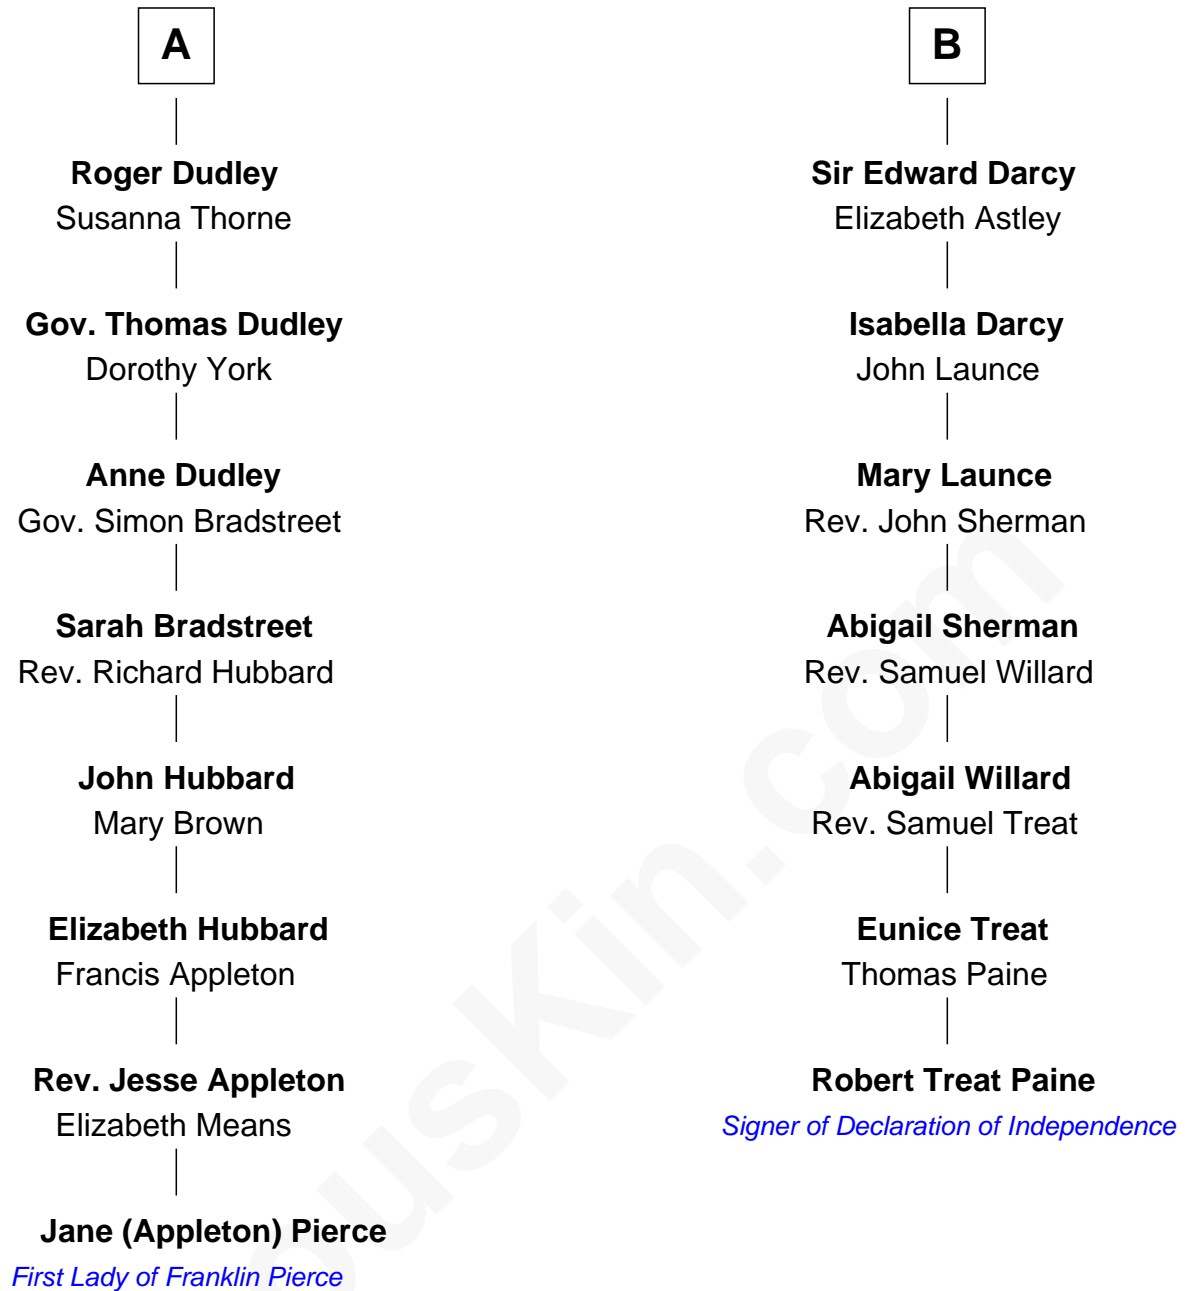 A
Roger Dudley
Susanna Thorne
Gov. Thomas Dudley
Dorothy York
Anne Dudley
Gov. Simon Bradstreet
Sarah Bradstreet
Rev. Richard Hubbard
John Hubbard
Mary Brown
Elizabeth Hubbard
Francis Appleton
Rev. Jesse Appleton
Elizabeth Means
Jane (Appleton) Pierce
First Lady of Franklin Pierce
B
Sir Edward Darcy
Elizabeth Astley
Isabella Darcy
John Launce
Mary Launce
Rev. John Sherman
Abigail Sherman
Rev. Samuel Willard
Abigail Willard
Rev. Samuel Treat
Eunice Treat
Thomas Paine
Robert Treat Paine
Signer of Declaration of Independence
ousKin.com